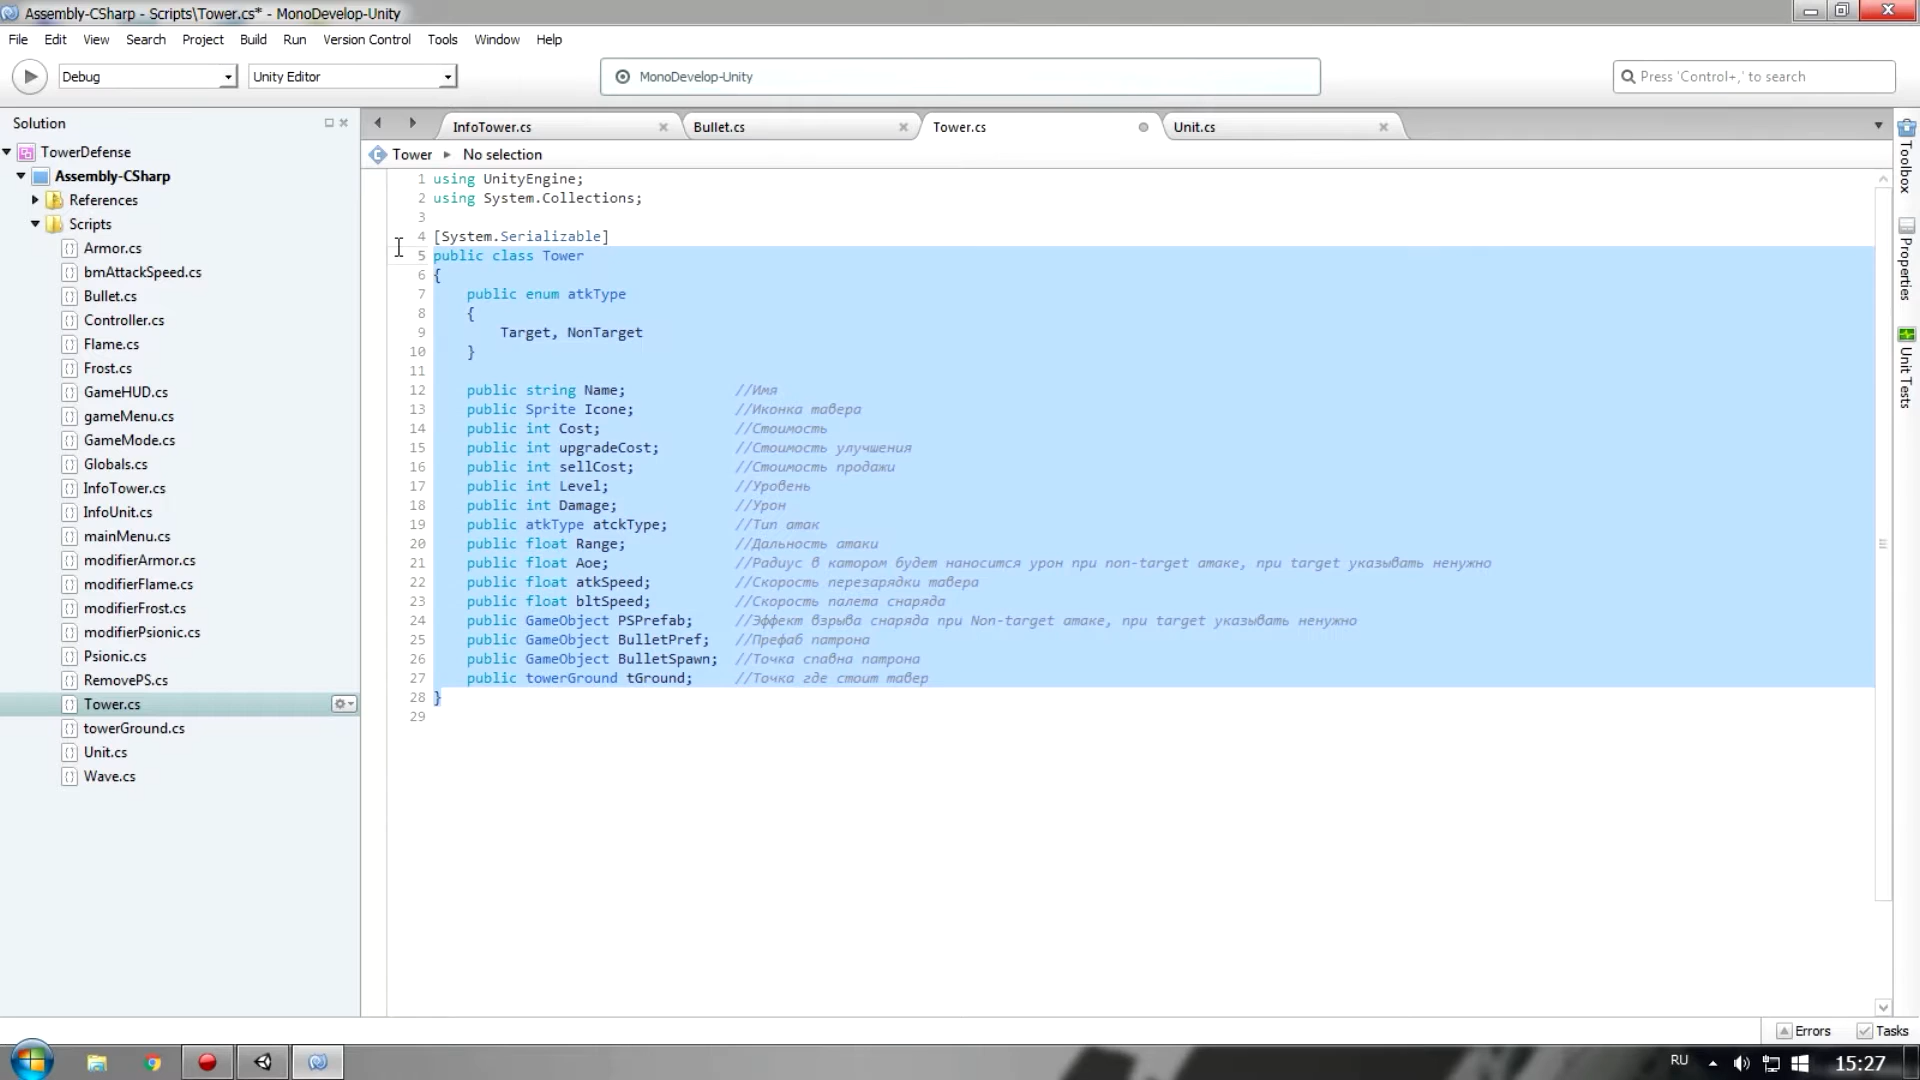 Assembly-CSharp - Scripts\Tower.cs* - MonoDevelop-Unity
File Edit View Search Project Build Run Version Control Tools Window Help
Debug Unity Editor MonoDevelop-Unity Press 'Control+,' to search
Solution
TowerDefense
Assembly-CSharp
References
Scripts
Armor.cs
bmAttackSpeed.cs
Bullet.cs
Controller.cs
Flame.cs
Frost.cs
GameHUD.cs
gameMenu.cs
GameMode.cs
Globals.cs
InfoTower.cs
InfoUnit.cs
mainMenu.cs
modifierArmor.cs
modifierFlame.cs
modifierFrost.cs
modifierPsionic.cs
Psionic.cs
RemovePS.cs
Tower.cs
towerGround.cs
Unit.cs
Wave.cs
InfoTower.cs Bullet.cs Tower.cs Unit.cs
Tower No selection
1 using UnityEngine;
2 using System.Collections;
3
4 [System.Serializable]
5 public class Tower
6 {
7 public enum atkType
8 {
9 Target, NonTarget
10 }
11
12 public string Name; //Имя
13 public Sprite Icone; //Иконка тавера
14 public int Cost; //Стоимость
15 public int upgradeCost; //Стоимость улучшения
16 public int sellCost; //Стоимость продажи
17 public int Level; //Уровень
18 public int Damage; //Урон
19 public atkType atckType; //Тип атак
20 public float Range; //Дальность атаки
21 public float Aoe; //Радиус в катором будет наносится урон при non-target атаке, при target указывать ненужно
22 public float atkSpeed; //Скорость перезарядки тавера
23 public float bltSpeed; //Скорость палета снаряда
24 public GameObject PSPrefab; //Эффект взрыва снаряда при Non-target атаке, при target указывать ненужно
25 public GameObject BulletPref; //Префаб патрона
26 public GameObject BulletSpawn; //Точка спавна патрона
27 public towerGround tGround; //Точка где стоит тавер
28 }
29
Toolbox
Properties
Unit Tests
Errors Tasks
RU 15:27